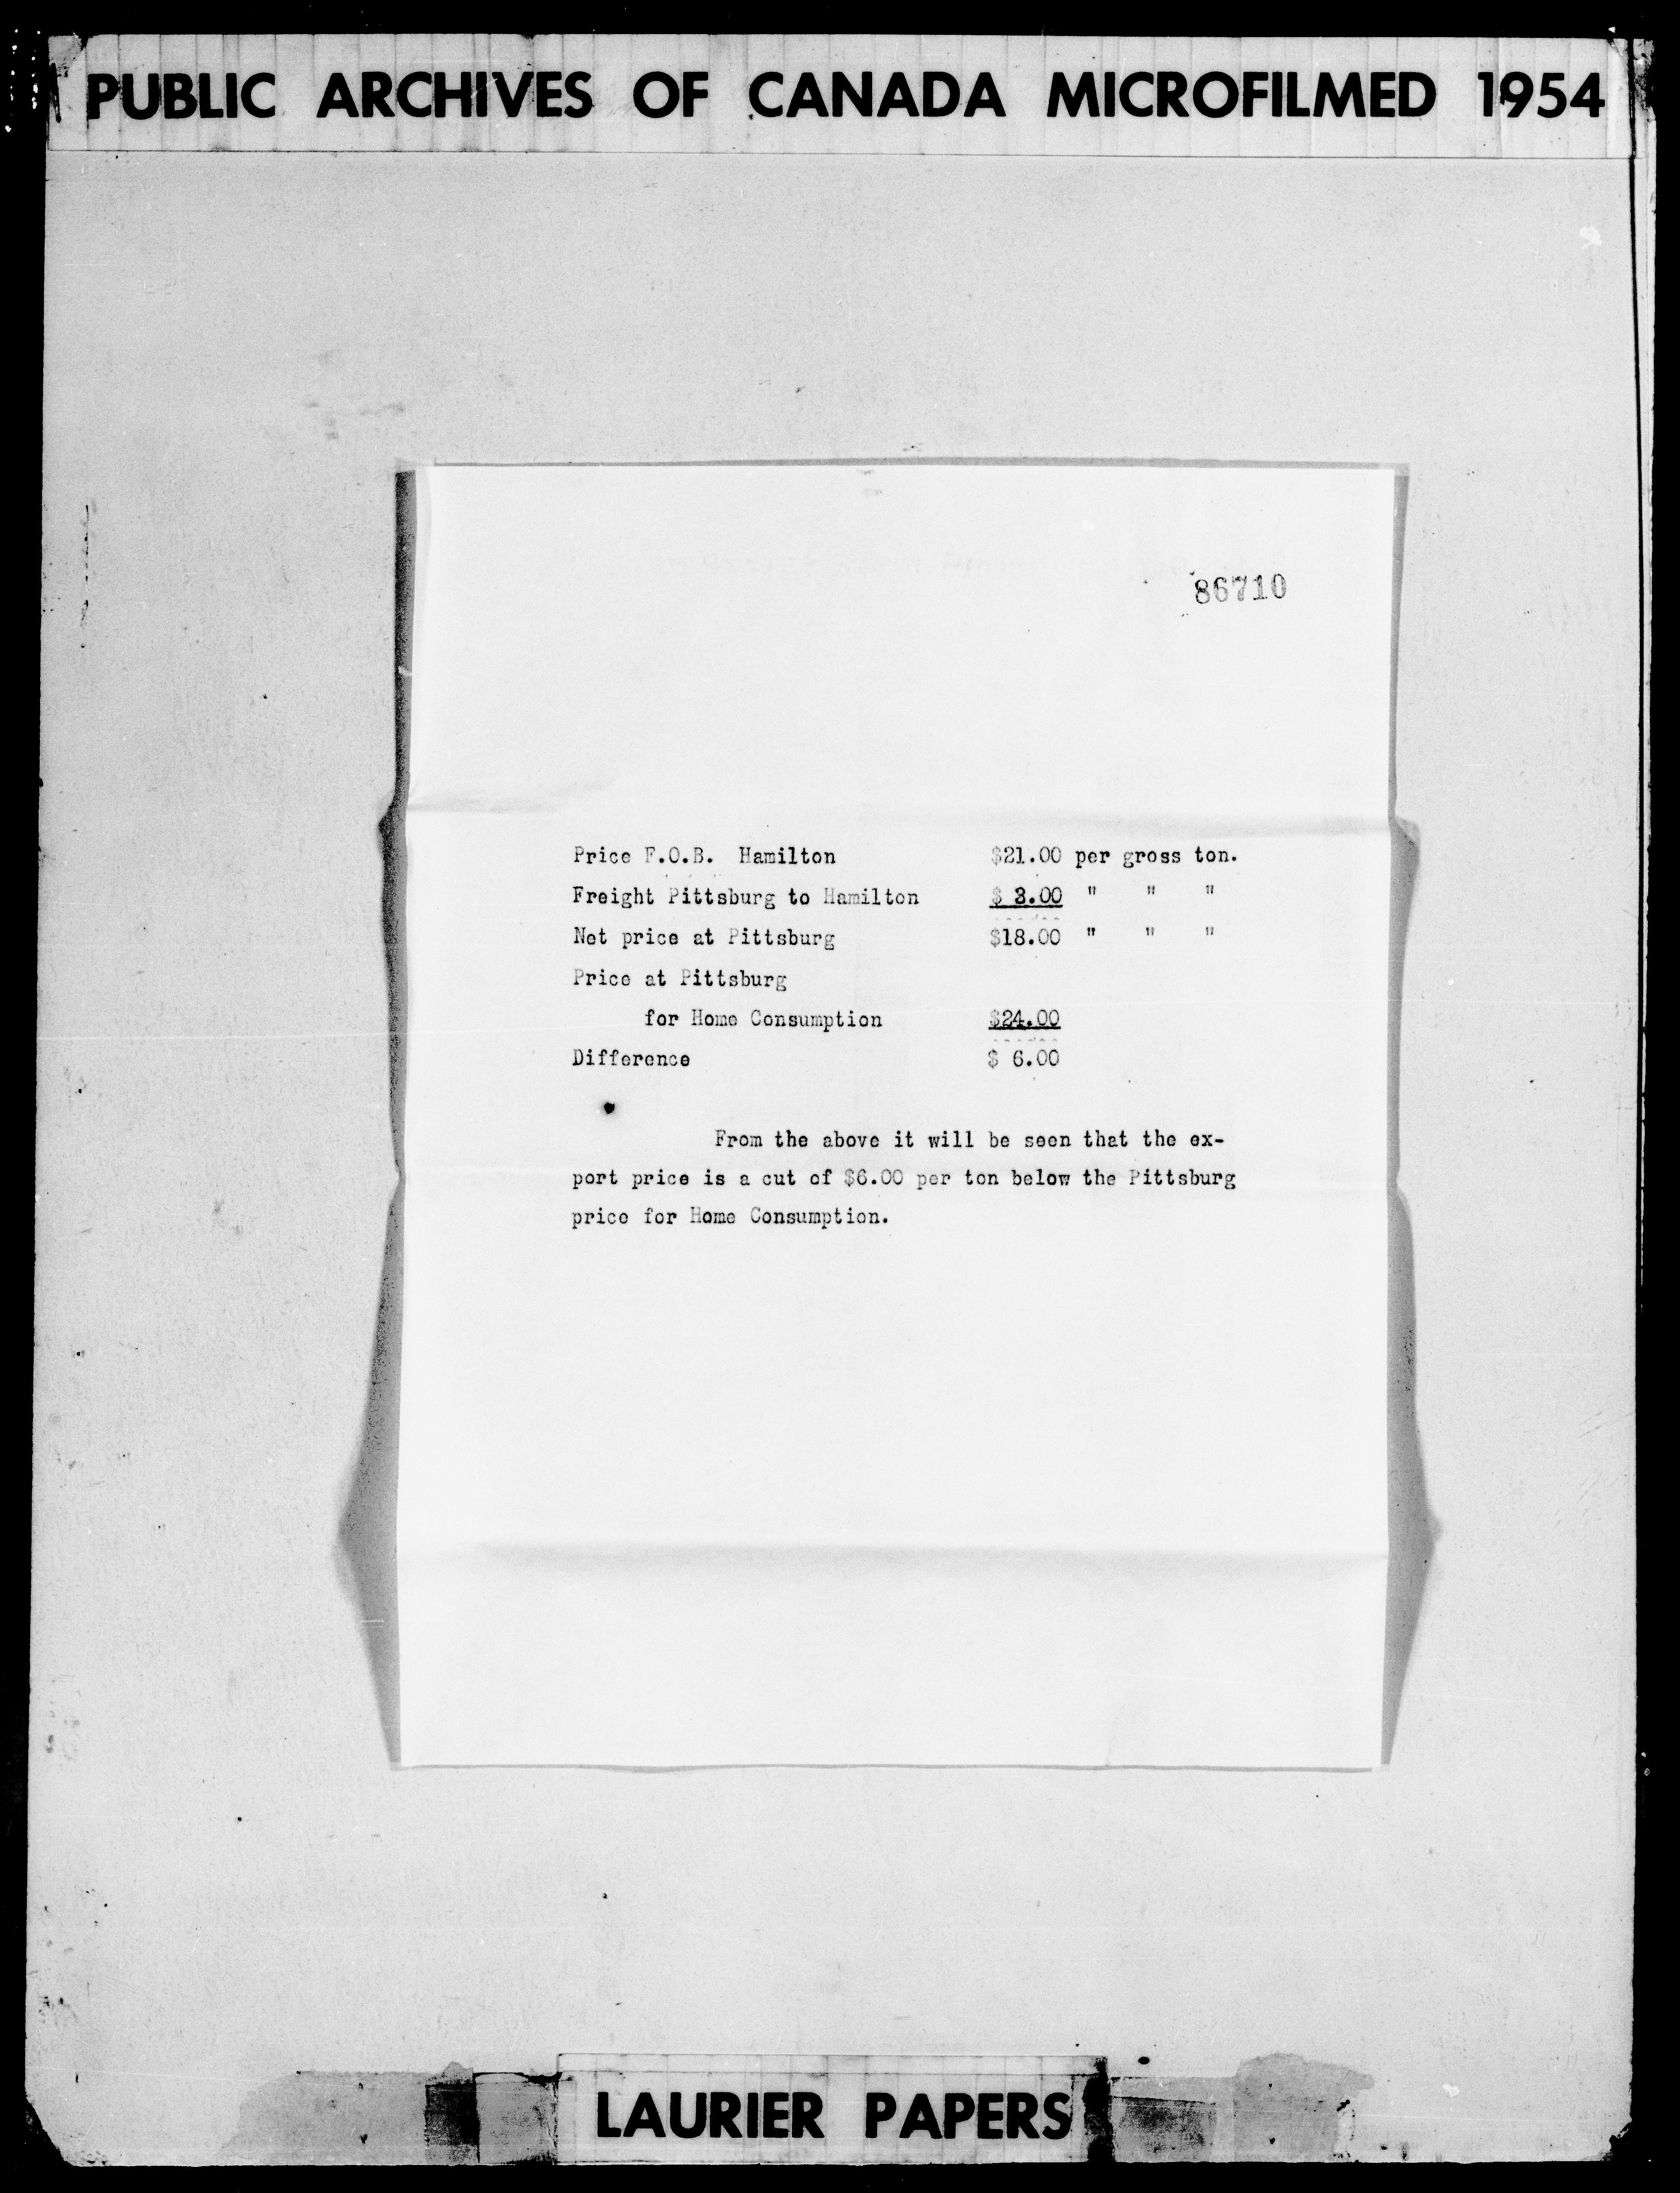 PUBLIC ARCHIVES OF CANADA MICROFILMED 1954
86710
Price F.O.B. Hamilton $21.00 per gross ton.
Freight Pittsburg to Hamilton $ 3.00 " " "
Net price at Pittsburg $18.00 " " "
Price at Pittsburg
for Home Consumption $24.00
Difference $ 6.00
From the above it will be seen that the ex-
port price is a cut of $6.00 per ton below the Pittsburg
price for Home Consumption.
LAURIER PAPERS